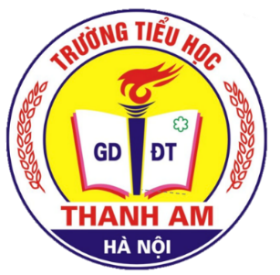 TRƯỜNG TIỂU HỌC
GD ĐT
THANH AM
HÀ NỘI